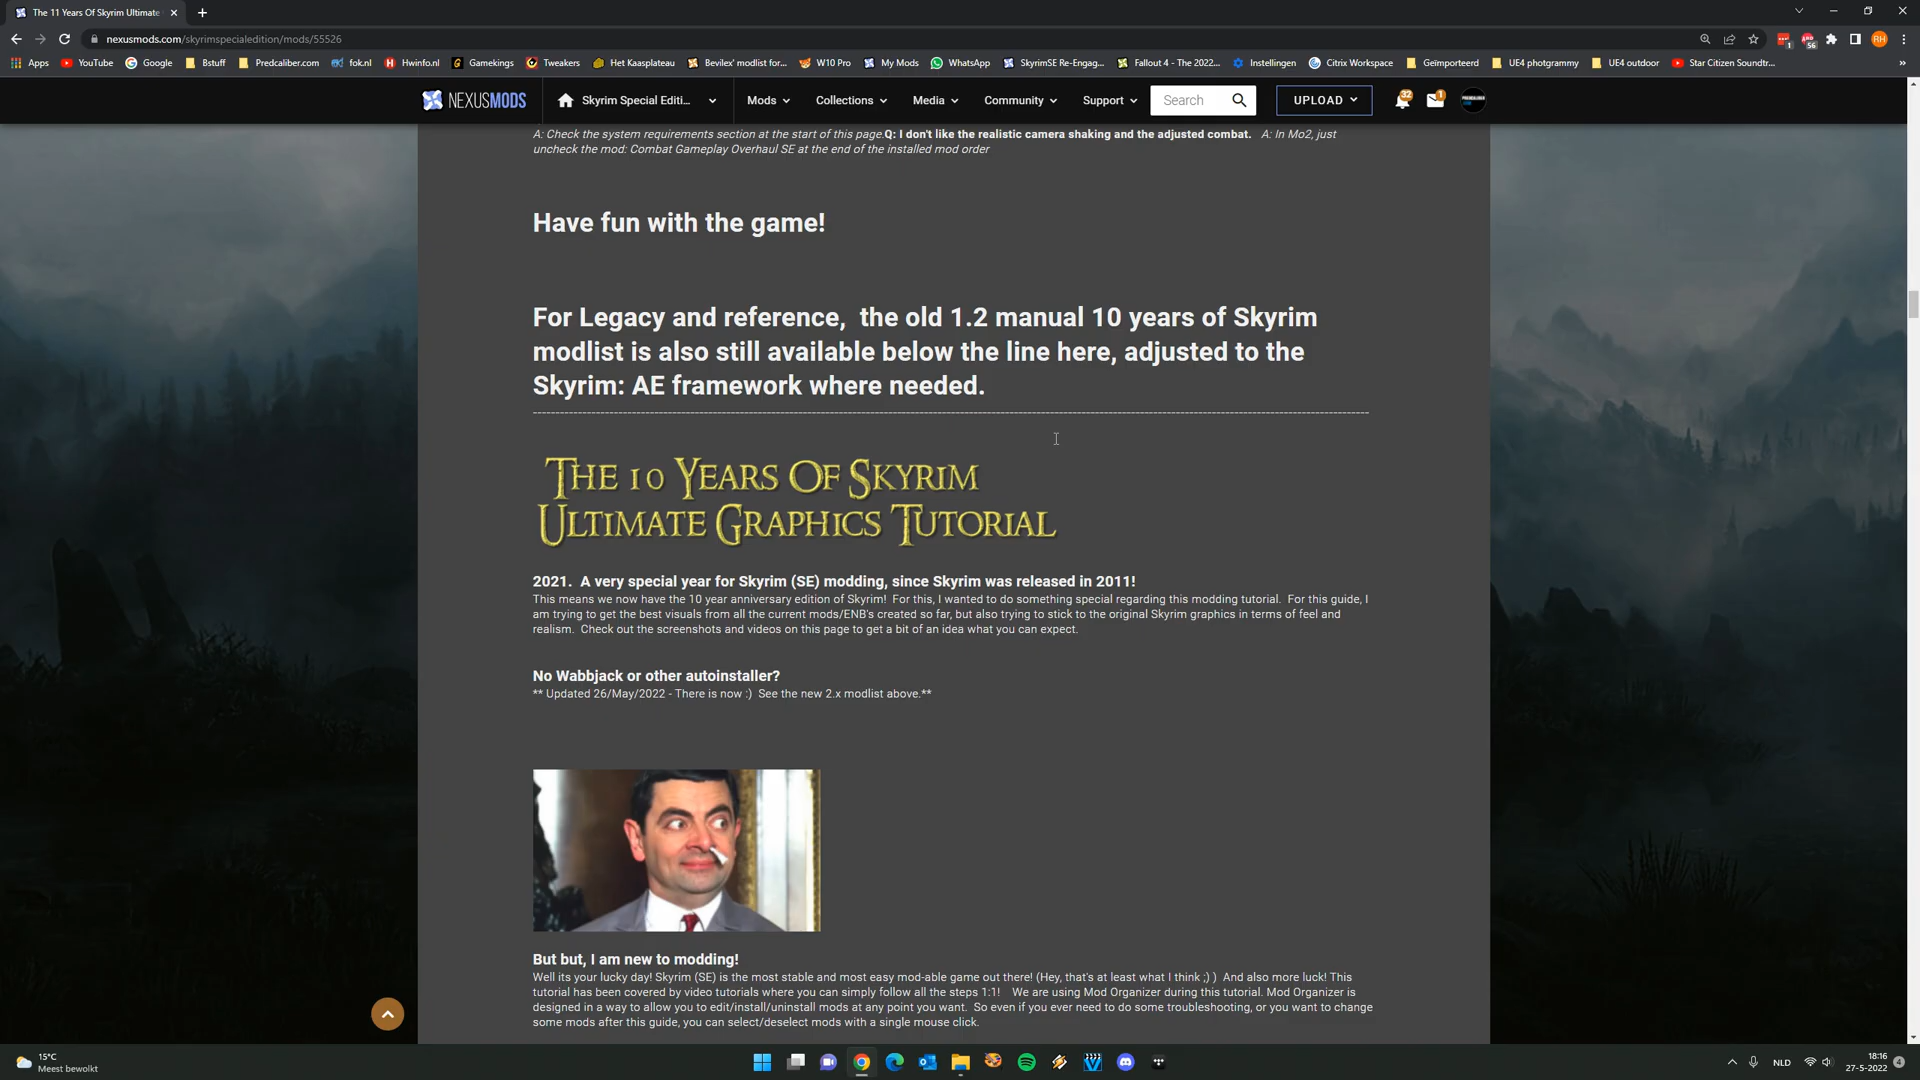 The 11 Years Of Skyrim Ultimate
nexusmods.com/skyrimspecialedition/mods/55526
1
56
RH
Apps
YouTube
Google
Bstuff
Predcaliber.com
fok.nl
Hwinfo.nl
Gamekings
Tweakers
Het Kaasplateau
Bevilex' modlist for...
W10 Pro
My Mods
WhatsApp
SkyrimSE Re-Engag...
Fallout 4 - The 2022...
Instellingen
Citrix Workspace
Geïmporteerd
UE4 photgrammy
UE4 outdoor
Star Citizen Soundtr...
NEXUSMODS
Skyrim Special Editi...
Mods
Collections
Media
Community
Support
Search
UPLOAD
32
1
A: Check the system requirements section at the start of this page.Q: I don't like the realistic camera shaking and the adjusted combat. A: In Mo2, just
uncheck the mod: Combat Gameplay Overhaul SE at the end of the installed mod order
Have fun with the game!
For Legacy and reference, the old 1.2 manual 10 years of Skyrim
modlist is also still available below the line here, adjusted to the
Skyrim: AE framework where needed.
The 10 Years Of Skyrim
Ultimate Graphics Tutorial
2021. A very special year for Skyrim (SE) modding, since Skyrim was released in 2011!
This means we now have the 10 year anniversary edition of Skyrim! For this, I wanted to do something special regarding this modding tutorial. For this guide, I
am trying to get the best visuals from all the current mods/ENB's created so far, but also trying to stick to the original Skyrim graphics in terms of feel and
realism. Check out the screenshots and videos on this page to get a bit of an idea what you can expect.
No Wabbjack or other autoinstaller?
** Updated 26/May/2022 - There is now :) See the new 2.x modlist above.**
But but, I am new to modding!
Well its your lucky day! Skyrim (SE) is the most stable and most easy mod-able game out there! (Hey, that's at least what I think ;) ) And also more luck! This
tutorial has been covered by video tutorials where you can simply follow all the steps 1:1! We are using Mod Organizer during this tutorial. Mod Organizer is
designed in a way to allow you to edit/install/uninstall mods at any point you want. So even if you ever need to do some troubleshooting, or you want to change
some mods after this guide, you can select/deselect mods with a single mouse click.
15°C
Meest bewolkt
NLD
18:16
27-5-2022
4